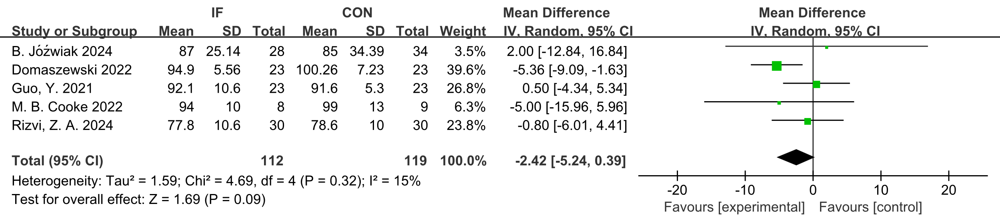 IF CON Mean Difference Mean Difference
Study or Subgroup Mean SD Total Mean SD Total Weight IV, Random, 95% CI IV, Random, 95% CI
B. Jóźwiak 2024 87 25.14 28 85 34.39 34 3.5% 2.00 [-12.84, 16.84]
Domaszewski 2022 94.9 5.56 23 100.26 7.23 23 39.6% -5.36 [-9.09, -1.63]
Guo, Y. 2021 92.1 10.6 23 91.6 5.3 23 26.8% 0.50 [-4.34, 5.34]
M. B. Cooke 2022 94 10 8 99 13 9 6.3% -5.00 [-15.96, 5.96]
Rizvi, Z. A. 2024 77.8 10.6 30 78.6 10 30 23.8% -0.80 [-6.01, 4.41]
Total (95% CI) 112 119 100.0% -2.42 [-5.24, 0.39]
Heterogeneity: Tau² = 1.59; Chi² = 4.69, df = 4 (P = 0.32); I² = 15%
Test for overall effect: Z = 1.69 (P = 0.09)
-20 -10 0 10 20
Favours [experimental] Favours [control]